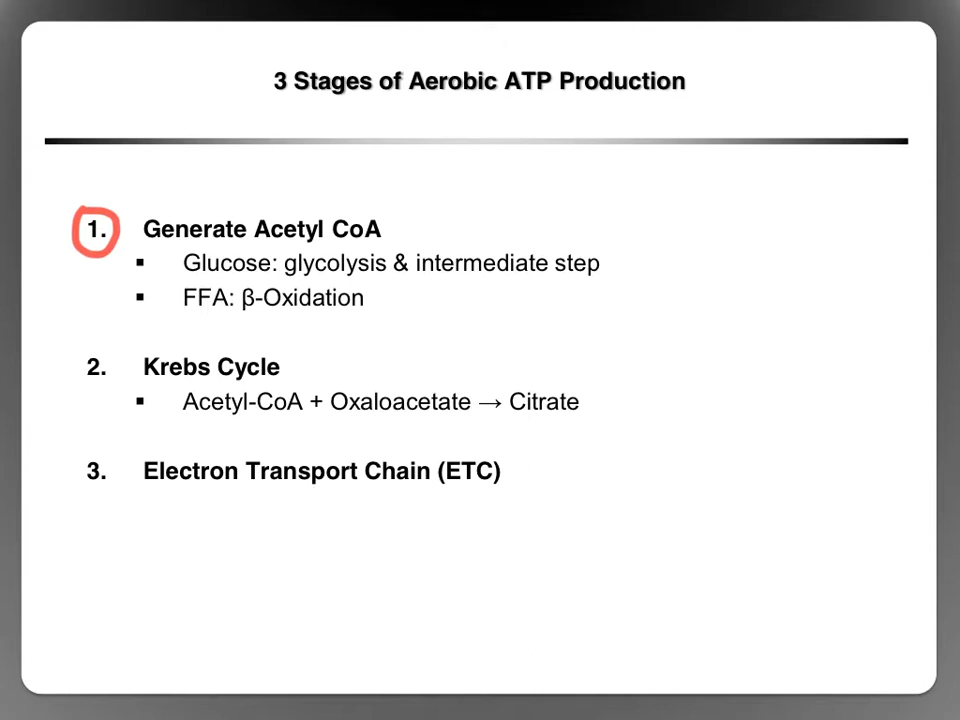 3 Stages of Aerobic ATP Production
1. Generate Acetyl CoA
▪ Glucose: glycolysis & intermediate step
▪ FFA: β-Oxidation
2. Krebs Cycle
▪ Acetyl-CoA + Oxaloacetate → Citrate
3. Electron Transport Chain (ETC)